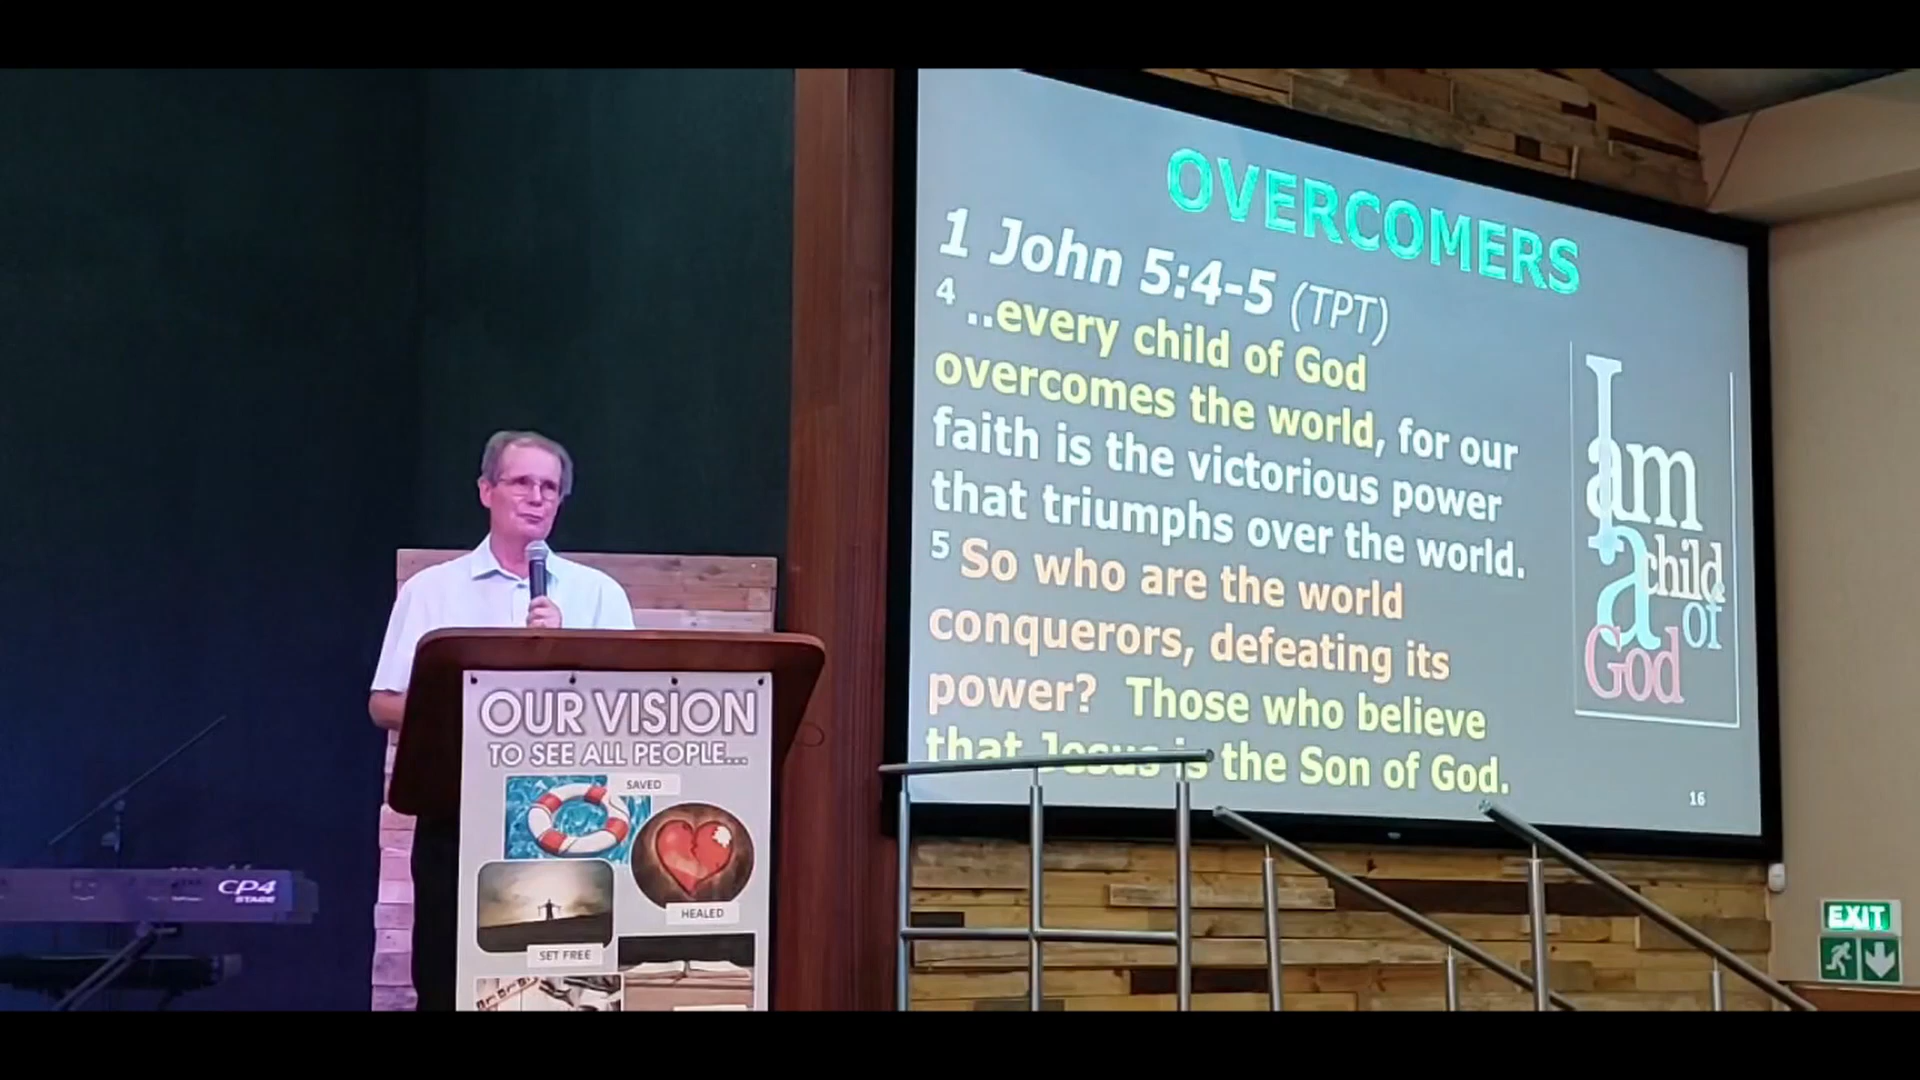 OVERCOMERS
1 John 5:4-5 (TPT)
4 ..every child of God
overcomes the world, for our
faith is the victorious power
that triumphs over the world.
5 So who are the world
conquerors, defeating its
power? Those who believe
that Jesus is the Son of God.
I
am
a child
of
God
16
OUR VISION
TO SEE ALL PEOPLE...
SAVED
HEALED
SET FREE
CP4
STAGE
EXIT